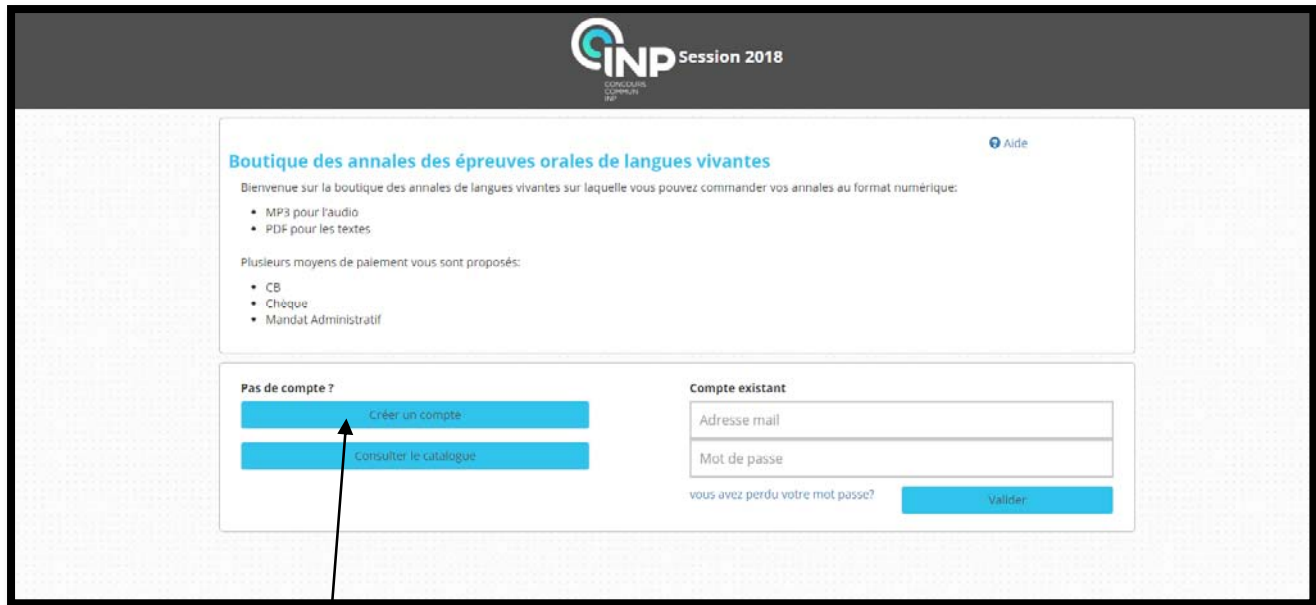 INP Session 2018
CONCOURS
COMMUN
INP
Aide
Boutique des annales des épreuves orales de langues vivantes
Bienvenue sur la boutique des annales de langues vivantes sur laquelle vous pouvez commander vos annales au format numérique:
• MP3 pour l'audio
• PDF pour les textes
Plusieurs moyens de paiement vous sont proposés:
• CB
• Chèque
• Mandat Administratif
Pas de compte ?
Créer un compte
Consulter le catalogue
Compte existant
Adresse mail
Mot de passe
vous avez perdu votre mot passe?
Valider